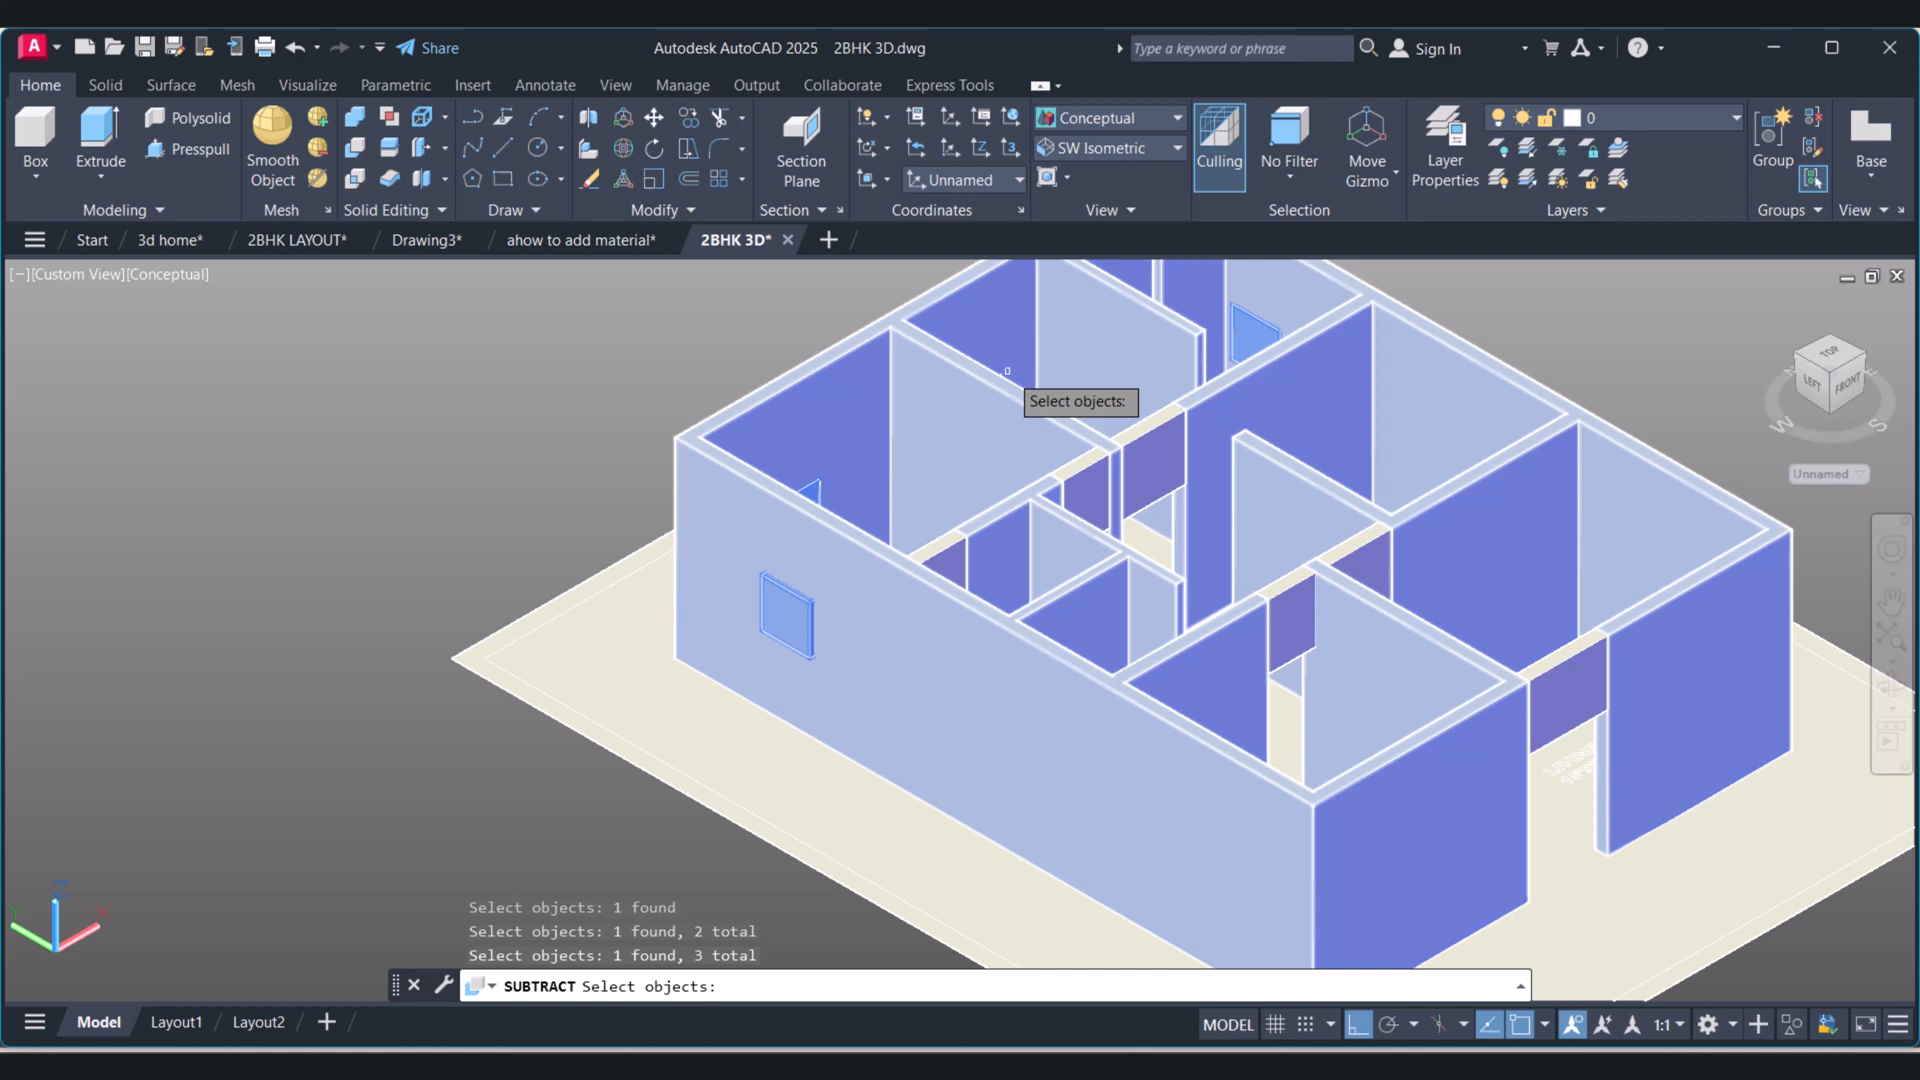 A
Share
Autodesk AutoCAD 2025 2BHK 3D.dwg
Type a keyword or phrase
Sign In
Home Solid Surface Mesh Visualize Parametric Insert Annotate View Manage Output Collaborate Express Tools
Box
Extrude
Polysolid
Presspull
Modeling
Smooth
Object
Mesh
Solid Editing
Draw
Modify
Section
Plane
Section
Unnamed
Coordinates
Conceptual
SW Isometric
View
Culling
No Filter
Move
Gizmo
Selection
Layer
Properties
0
Layers
Group
Groups
Base
View
Start 3d home* 2BHK LAYOUT* Drawing3* ahow to add material* 2BHK 3D*
[−][Custom View][Conceptual]
Select objects:
TOP
LEFT
FRONT
W
S
Unnamed
LIVING
Z
Y
X
Select objects: 1 found
Select objects: 1 found, 2 total
Select objects: 1 found, 3 total
SUBTRACT Select objects:
Model Layout1 Layout2
MODEL
1:1